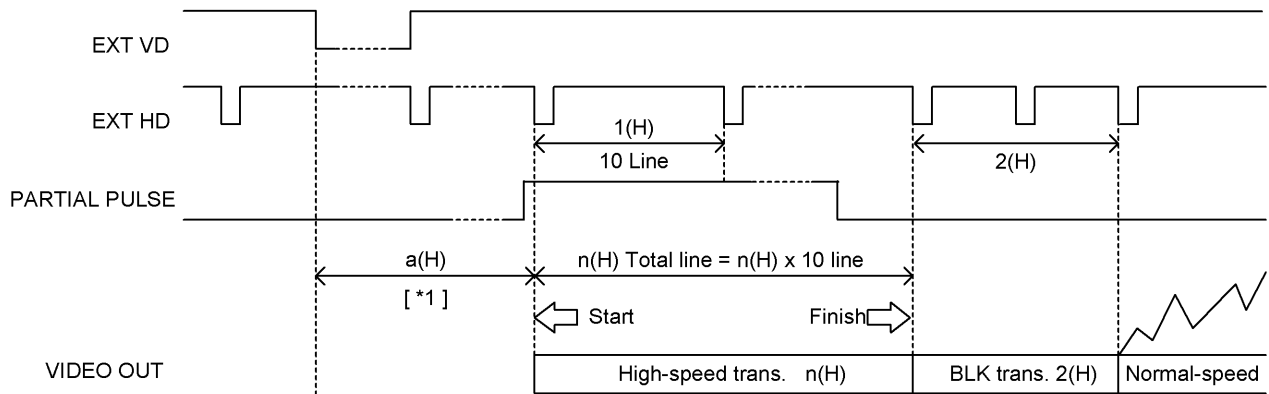 EXT VD
EXT HD
1(H)
10 Line
2(H)
PARTIAL PULSE
a(H)
n(H) Total line = n(H) x 10 line
[ *1 ]
Start
Finish
VIDEO OUT
High-speed trans. n(H)
BLK trans. 2(H)
Normal-speed